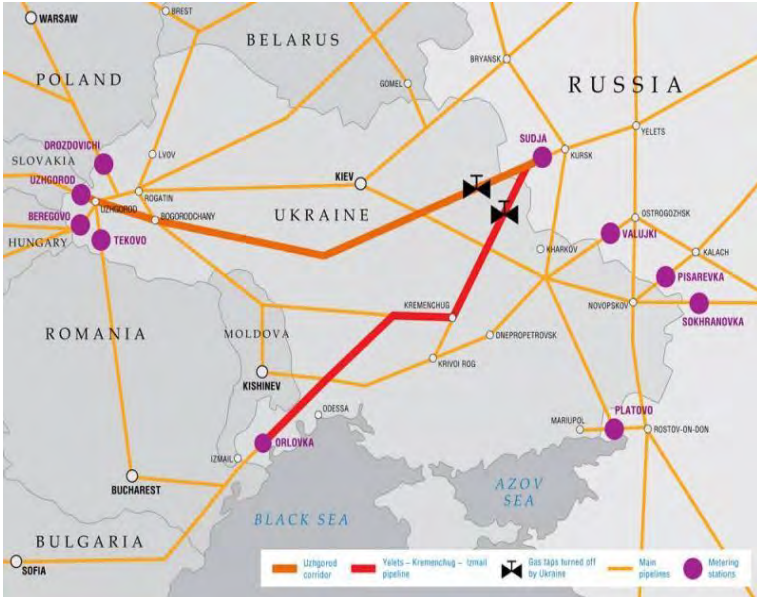 WARSAW
BREST
BELARUS
BRYANSK
RUSSIA
POLAND
GOMEL
YELETS
DROZDOVICHI
SUDJA
KURSK
SLOVAKIA
LVOV
UZHGOROD
KIEV
ROGATIN
UZHGOROD
UKRAINE
BEREGOVO
BOGORODCHANY
OSTROGOZHSK
HUNGARY
TEKOVO
VALUJKI
KHARKOV
KALACH
PISAREVKA
NOVOPSKOV
SOKHRANOVKA
KREMENCHUG
ROMANIA
MOLDOVA
DNEPROPETROVSK
KRIVOI ROG
KISHINEV
ODESSA
MARIUPOL
PLATOVO
ROSTOV-ON-DON
ORLOVKA
IZMAIL
BUCHAREST
AZOV
SEA
BLACK SEA
BULGARIA
SOFIA
Uzhgorod
corridor
Yelets – Kremenchug – Izmail
pipeline
Gas taps turned off
by Ukraine
Main
pipelines
Metering
stations